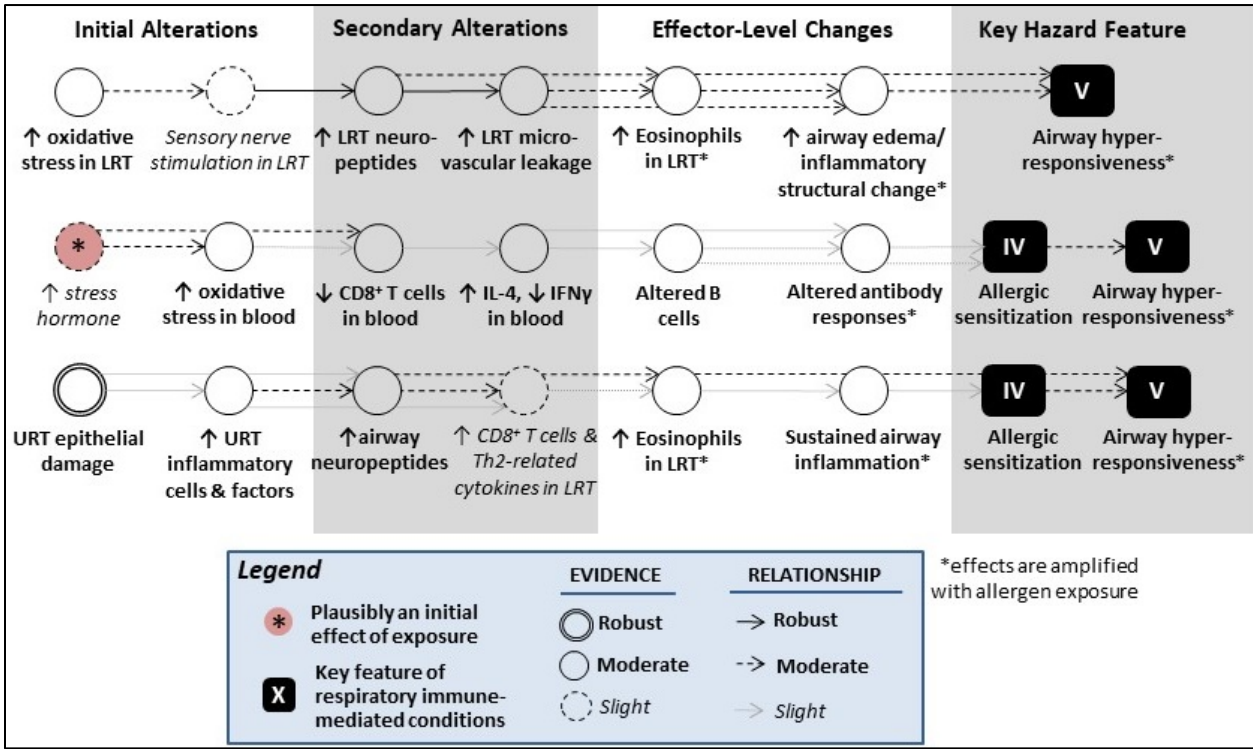 Initial Alterations
Secondary Alterations
Effector-Level Changes
Key Hazard Feature
V
↑ oxidative
stress in LRT
Sensory nerve
stimulation in LRT
↑ LRT neuro-
peptides
↑ LRT micro-
vascular leakage
↑ Eosinophils
in LRT*
↑ airway edema/
inflammatory
structural change*
Airway hyper-
responsiveness*
*
IV
V
↑ stress
hormone
↑ oxidative
stress in blood
↓ CD8+ T cells
in blood
↑ IL-4, ↓ IFNγ
in blood
Altered B
cells
Altered antibody
responses*
Allergic
sensitization
Airway hyper-
responsiveness*
IV
V
URT epithelial
damage
↑ URT
inflammatory
cells & factors
↑airway
neuropeptides
↑ CD8+ T cells &
Th2-related
cytokines in LRT
↑ Eosinophils
in LRT*
Sustained airway
inflammation*
Allergic
sensitization
Airway hyper-
responsiveness*
Legend
* Plausibly an initial
effect of exposure
X Key feature of
respiratory immune-
mediated conditions
EVIDENCE
Robust
Moderate
Slight
RELATIONSHIP
Robust
Moderate
Slight
*effects are amplified
with allergen exposure